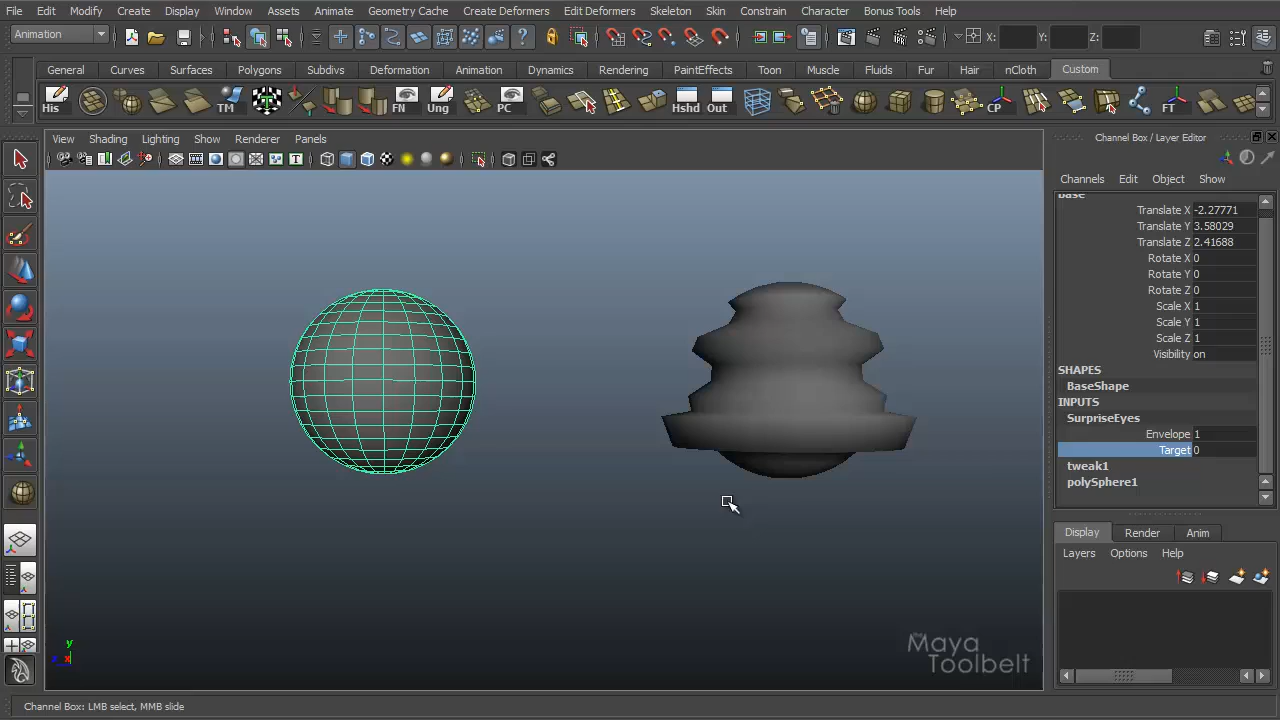 File Edit Modify Create Display Window Assets Animate Geometry Cache Create Deformers Edit Deformers Skeleton Skin Constrain Character Bonus Tools Help
Animation X: Y: Z:
General Curves Surfaces Polygons Subdivs Deformation Animation Dynamics Rendering PaintEffects Toon Muscle Fluids Fur Hair nCloth Custom
His TM FN Ung PC Hshd Out CP FT
View Shading Lighting Show Renderer Panels
Channel Box / Layer Editor
Channels Edit Object Show
Base
Translate X -2.27771
Translate Y 3.58029
Translate Z 2.41688
Rotate X 0
Rotate Y 0
Rotate Z 0
Scale X 1
Scale Y 1
Scale Z 1
Visibility on
SHAPES
BaseShape
INPUTS
SurpriseEyes
Envelope 1
Target 0
tweak1
polySphere1
Display Render Anim
Layers Options Help
y
z x
the
Maya
Toolbelt
Channel Box: LMB select, MMB slide